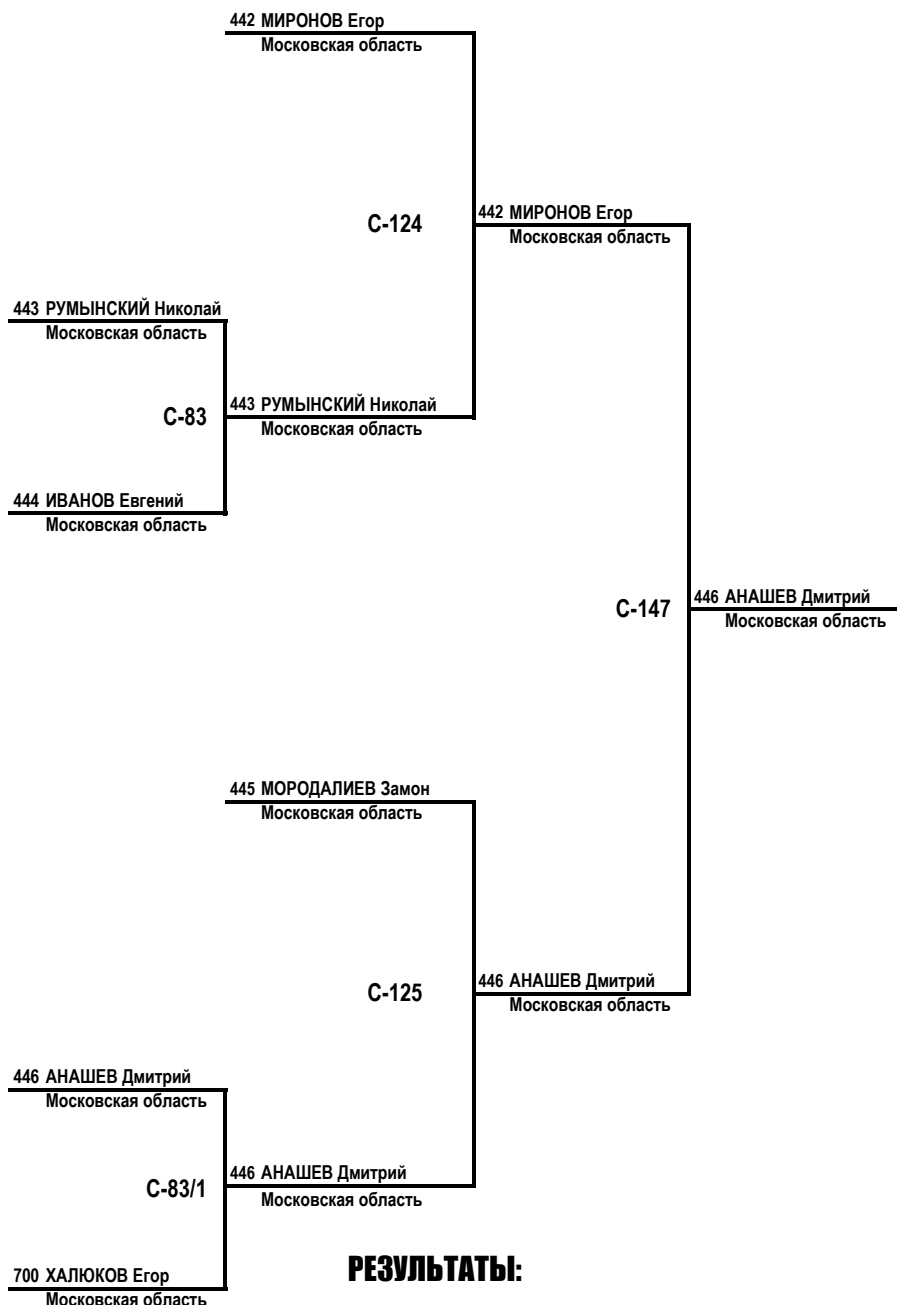 442 МИРОНОВ Егор
Московская область
С-124
442 МИРОНОВ Егор
Московская область
443 РУМЫНСКИЙ Николай
Московская область
С-83
443 РУМЫНСКИЙ Николай
Московская область
444 ИВАНОВ Евгений
Московская область
С-147
446 АНАШЕВ Дмитрий
Московская область
445 МОРОДАЛИЕВ Замон
Московская область
С-125
446 АНАШЕВ Дмитрий
Московская область
446 АНАШЕВ Дмитрий
Московская область
С-83/1
446 АНАШЕВ Дмитрий
Московская область
700 ХАЛЮКОВ Егор
Московская область
РЕЗУЛЬТАТЫ: